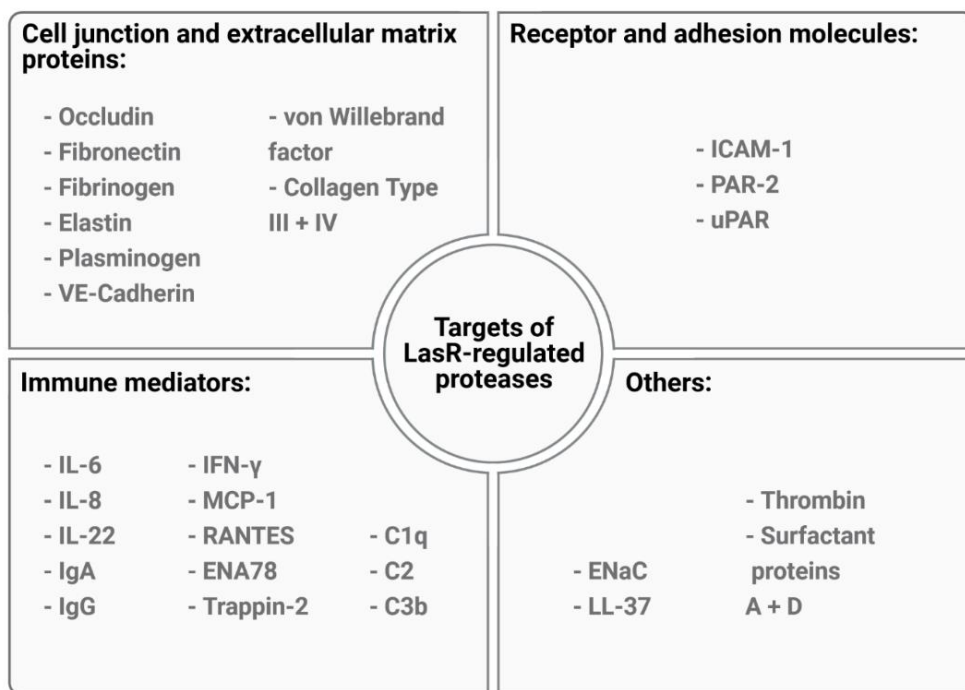 Cell junction and extracellular matrix
proteins:
- Occludin
- Fibronectin
- Fibrinogen
- Elastin
- Plasminogen
- VE-Cadherin
- von Willebrand
factor
- Collagen Type
III + IV
Receptor and adhesion molecules:
- ICAM-1
- PAR-2
- uPAR
Targets of
LasR-regulated
proteases
Immune mediators:
- IL-6
- IL-8
- IL-22
- IgA
- IgG
- IFN-γ
- MCP-1
- RANTES
- ENA78
- Trappin-2
- C1q
- C2
- C3b
Others:
- ENaC
- LL-37
- Thrombin
- Surfactant
proteins
A + D